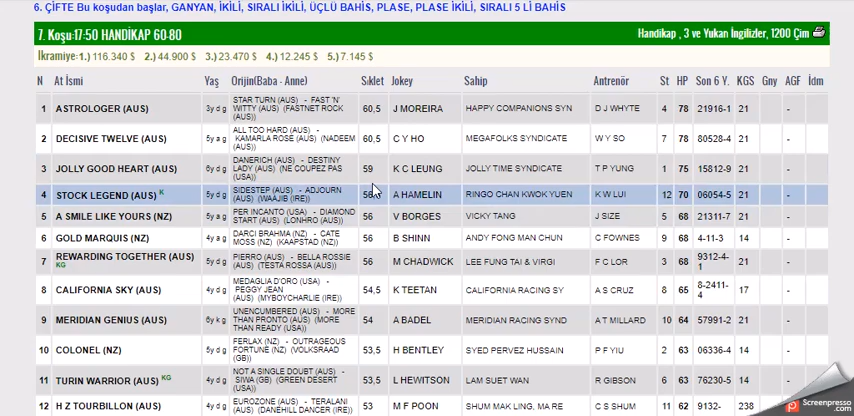 6. ÇİFTE Bu koşudan başlar, GANYAN, İKİLİ, SIRALI İKİLİ, ÜÇLÜ BAHİS, PLASE, PLASE İKİLİ, SIRALI 5 Lİ BAHİS
7. Koşu:17:50 HANDİKAP 60-80 Handikap , 3 ve Yukarı İngilizler, 1200 Çim
İkramiye:1.) 116.340 $ 2.) 44.900 $ 3.) 23.470 $ 4.) 12.245 $ 5.) 7.145 $
N At İsmi Yaş Orijin(Baba - Anne) Sıklet Jokey Sahip Antrenör St HP Son 6 Y. KGS Gny AGF İdm
1 ASTROLOGER (AUS) 3y d g STAR TURN (AUS) - FAST 'N' WITTY (AUS) (FASTNET ROCK (AUS)) 60,5 J MOREIRA HAPPY COMPANIONS SYN D J WHYTE 4 78 21916-1 21 -
2 DECISIVE TWELVE (AUS) 5y a g ALL TOO HARD (AUS) - KAMARLA ROSE (AUS) (NADEEM (AUS)) 60,5 C Y HO MEGAFOLKS SYNDICATE W Y SO 7 78 80528-4 21 -
3 JOLLY GOOD HEART (AUS) 6y d g DANERICH (AUS) - DESTINY LADY (AUS) (NE COUPEZ PAS (USA)) 59 K C LEUNG JOLLY TIME SYNDICATE T P YUNG 1 75 15812-9 21 -
4 STOCK LEGEND (AUS) K 5y d g SIDESTEP (AUS) - ADJOURN (AUS) (WAAJIB (IRE)) A HAMELIN RINGO CHAN KWOK YUEN K W LUI 12 70 06054-5 21 -
5 A SMILE LIKE YOURS (NZ) 5y a g PER INCANTO (USA) - DIAMOND START (AUS) (LONHRO (AUS)) 56 V BORGES VICKY TANG J SIZE 5 68 21311-7 21 -
6 GOLD MARQUIS (NZ) 4y a g DARCI BRAHMA (NZ) - CATE MOSS (NZ) (KAAPSTAD (NZ)) 56 B SHINN ANDY FONG MAN CHUN C FOWNES 9 68 4-11-3 14 -
7 REWARDING TOGETHER (AUS) KG 5y d g PIERRO (AUS) - BELLA ROSSIE (AUS) (TESTA ROSSA (AUS)) 56 M CHADWICK LEE FUNG TAI & VIRGI F C LOR 3 68 9312-4-1 21 -
8 CALIFORNIA SKY (AUS) 4y d g MEDAGLIA D'ORO (USA) - PEGGY JEAN (AUS) (MYBOYCHARLIE (IRE)) 54,5 K TEETAN CALIFORNIA RACING SY A S CRUZ 8 65 8-2411-4 17 -
9 MERIDIAN GENIUS (AUS) 6y k g UNENCUMBERED (AUS) - MORE THAN PRONTO (AUS) (MORE THAN READY (USA)) 54 A BADEL MERIDIAN RACING SYND A T MILLARD 10 64 57991-2 21 -
10 COLONEL (NZ) 5y d g FERLAX (NZ) - OUTRAGEOUS FORTUNE (NZ) (VOLKSRAAD (GB)) 53,5 H BENTLEY SYED PERVEZ HUSSAIN P F YIU 2 63 06336-4 14 -
11 TURIN WARRIOR (AUS) KG 4y d g NOT A SINGLE DOUBT (AUS) - SIWA (GB) (GREEN DESERT (USA)) 53,5 L HEWITSON LAM SUET WAN R GIBSON 6 63 76230-5 14 -
12 H Z TOURBILLON (AUS) 4y d g EUROZONE (AUS) - TERALANI (AUS) (DANEHILL DANCER (IRE)) 53 M F POON SHUM MAK LING, MA RE C S SHUM 11 62 9132- 238 -
Screenpresso
.com